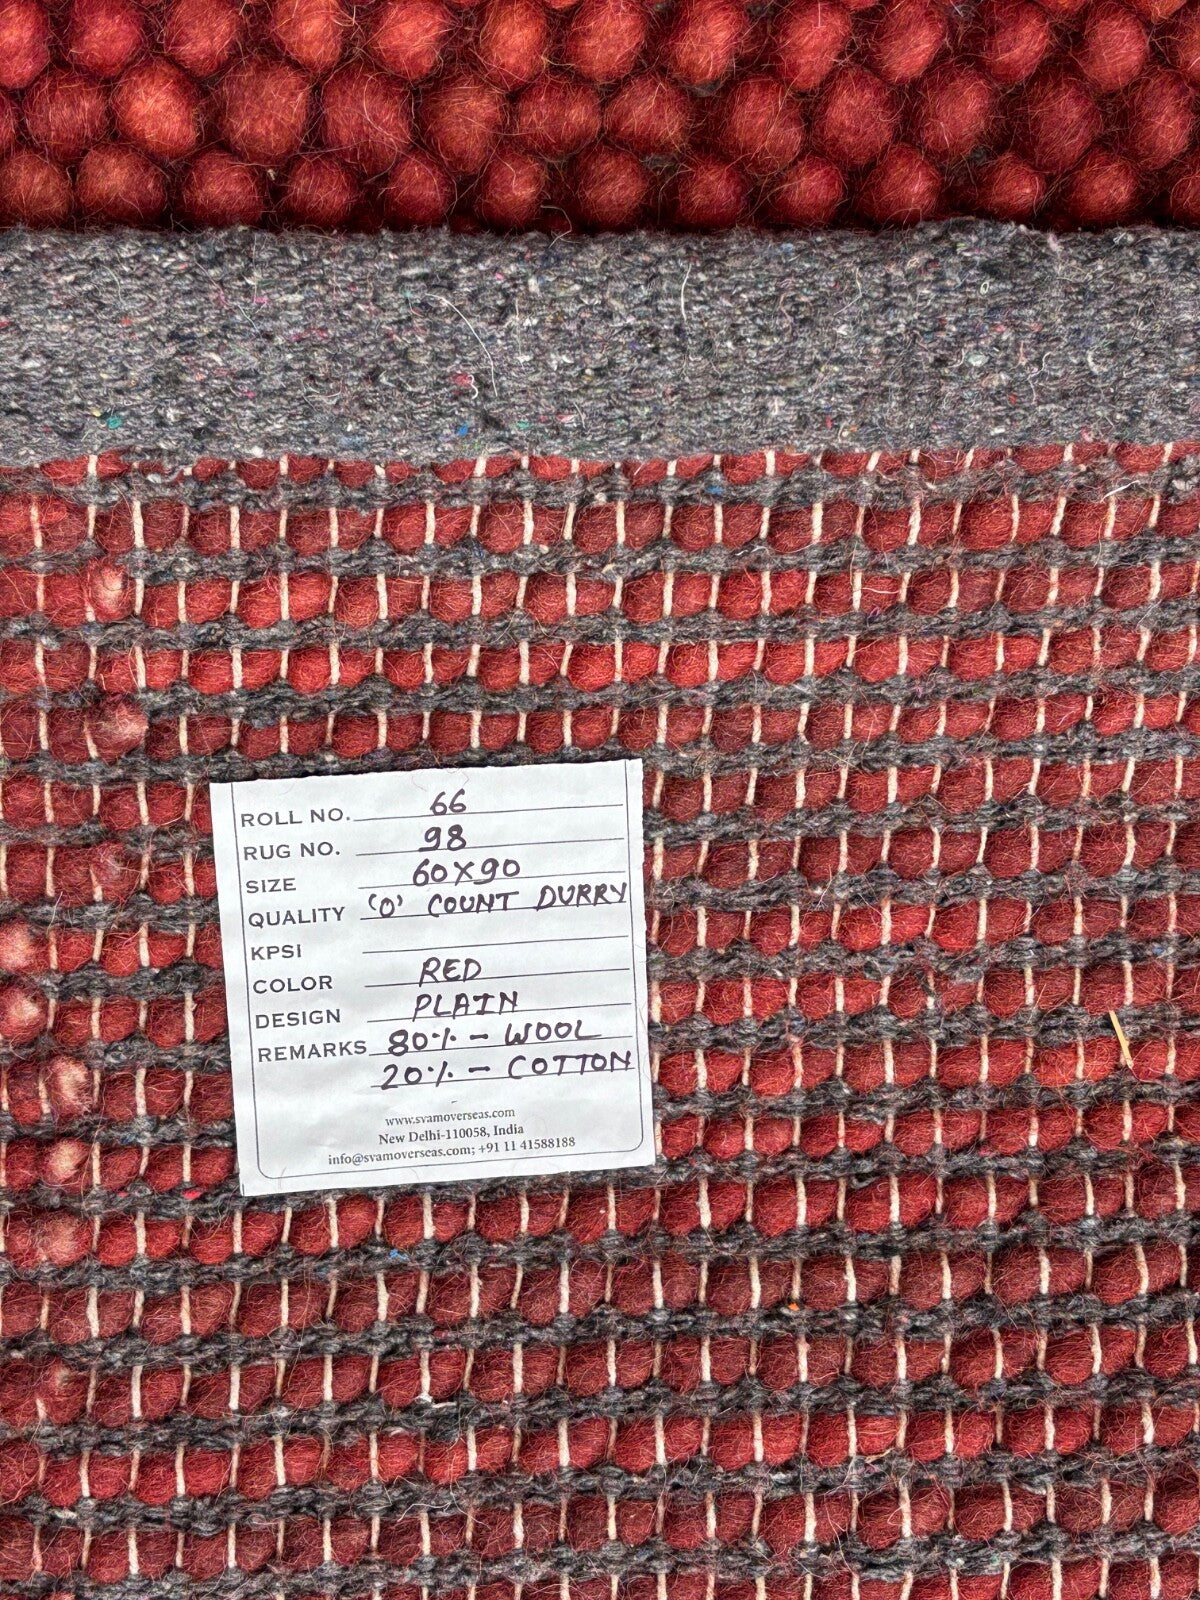 ROLL NO. 66
RUG NO. 98
SIZE 60X90
QUALITY 'O' COUNT DURRY
KPSI
COLOR RED
DESIGN PLAIN
REMARKS 80% - WOOL
20% - COTTON
www.svamoverseas.com
New Delhi-110058, India
info@svamoverseas.com; +91 11 41588188